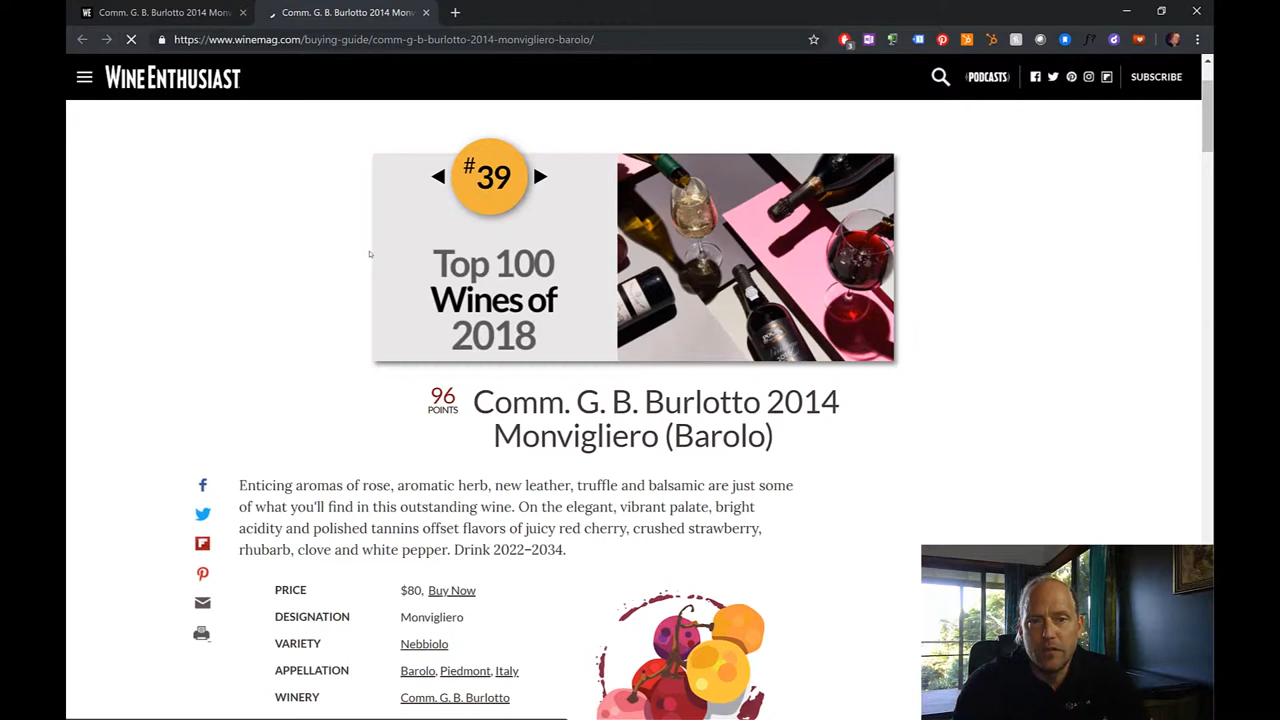 WE Comm. G. B. Burlotto 2014 Monv
Comm. G. B. Burlotto 2014 Monv
https://www.winemag.com/buying-guide/comm-g-b-burlotto-2014-monvigliero-barolo/
WINE ENTHUSIAST
PODCASTS
SUBSCRIBE
#39
Top 100
Wines of
2018
96
POINTS
Comm. G. B. Burlotto 2014
Monvigliero (Barolo)
Enticing aromas of rose, aromatic herb, new leather, truffle and balsamic are just some
of what you'll find in this outstanding wine. On the elegant, vibrant palate, bright
acidity and polished tannins offset flavors of juicy red cherry, crushed strawberry,
rhubarb, clove and white pepper. Drink 2022–2034.
PRICE $80, Buy Now
DESIGNATION Monvigliero
VARIETY Nebbiolo
APPELLATION Barolo, Piedmont, Italy
WINERY Comm. G. B. Burlotto